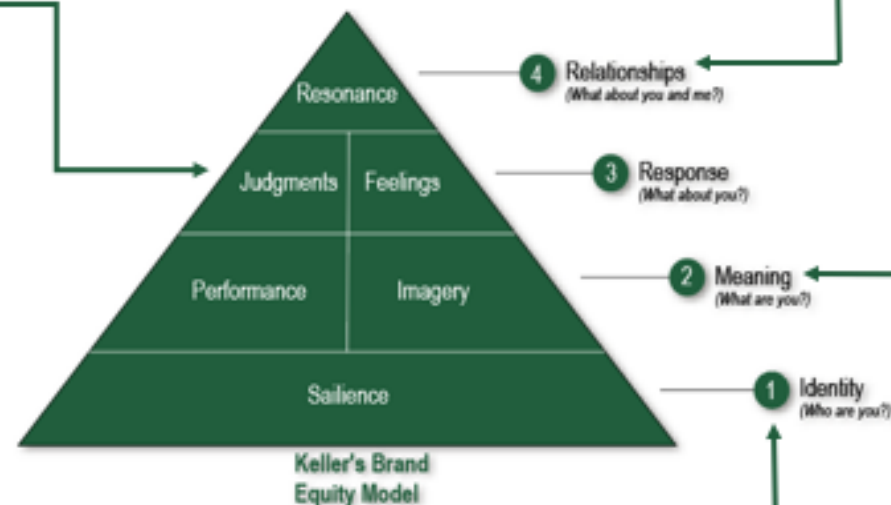 Resonance
4 Relationships
(What about you and me?)
Judgments Feelings
3 Response
(What about you?)
Performance Imagery
2 Meaning
(What are you?)
Sailience
1 Identity
(Who are you?)
Keller's Brand
Equity Model